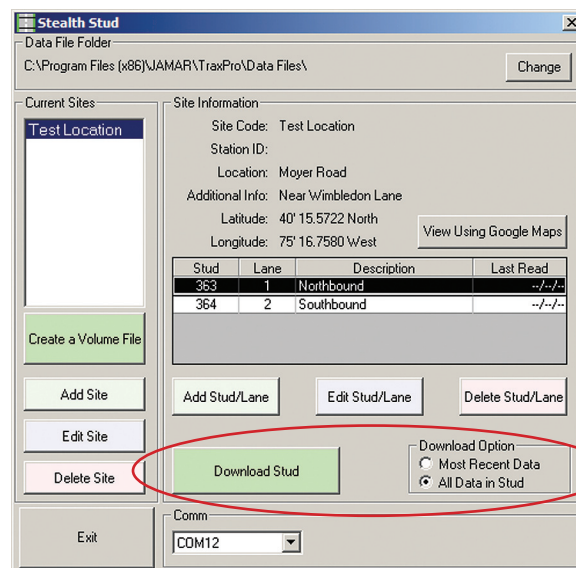 Stealth Stud
Data File Folder
C:\Program Files (x86)\JAMAR\TraxPro\Data Files\
Change
Current Sites
Test Location
Create a Volume File
Add Site
Edit Site
Delete Site
Exit
Site Information
Site Code: Test Location
Station ID:
Location: Moyer Road
Additional Info: Near Wimbledon Lane
Latitude: 40' 15.5722 North
Longitude: 75' 16.7580 West
View Using Google Maps
Stud Lane Description Last Read
363 1 Northbound --/--/--
364 2 Southbound --/--/--
Add Stud/Lane Edit Stud/Lane Delete Stud/Lane
Download Stud
Download Option
Most Recent Data
All Data in Stud
Comm
COM12